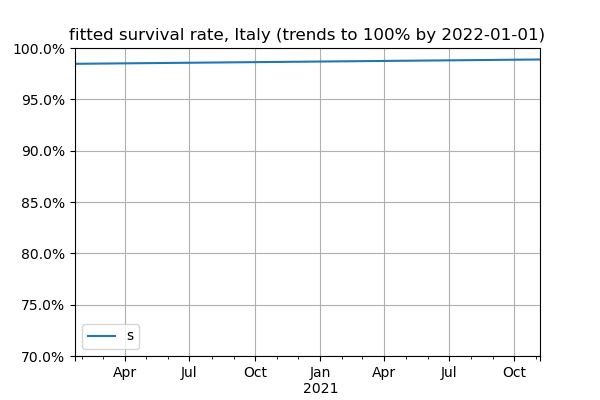 fitted survival rate, Italy (trends to 100% by 2022-01-01)
100.0%
95.0%
90.0%
85.0%
80.0%
75.0%
70.0%
s
Apr Jul Oct Jan Apr Jul Oct
2021